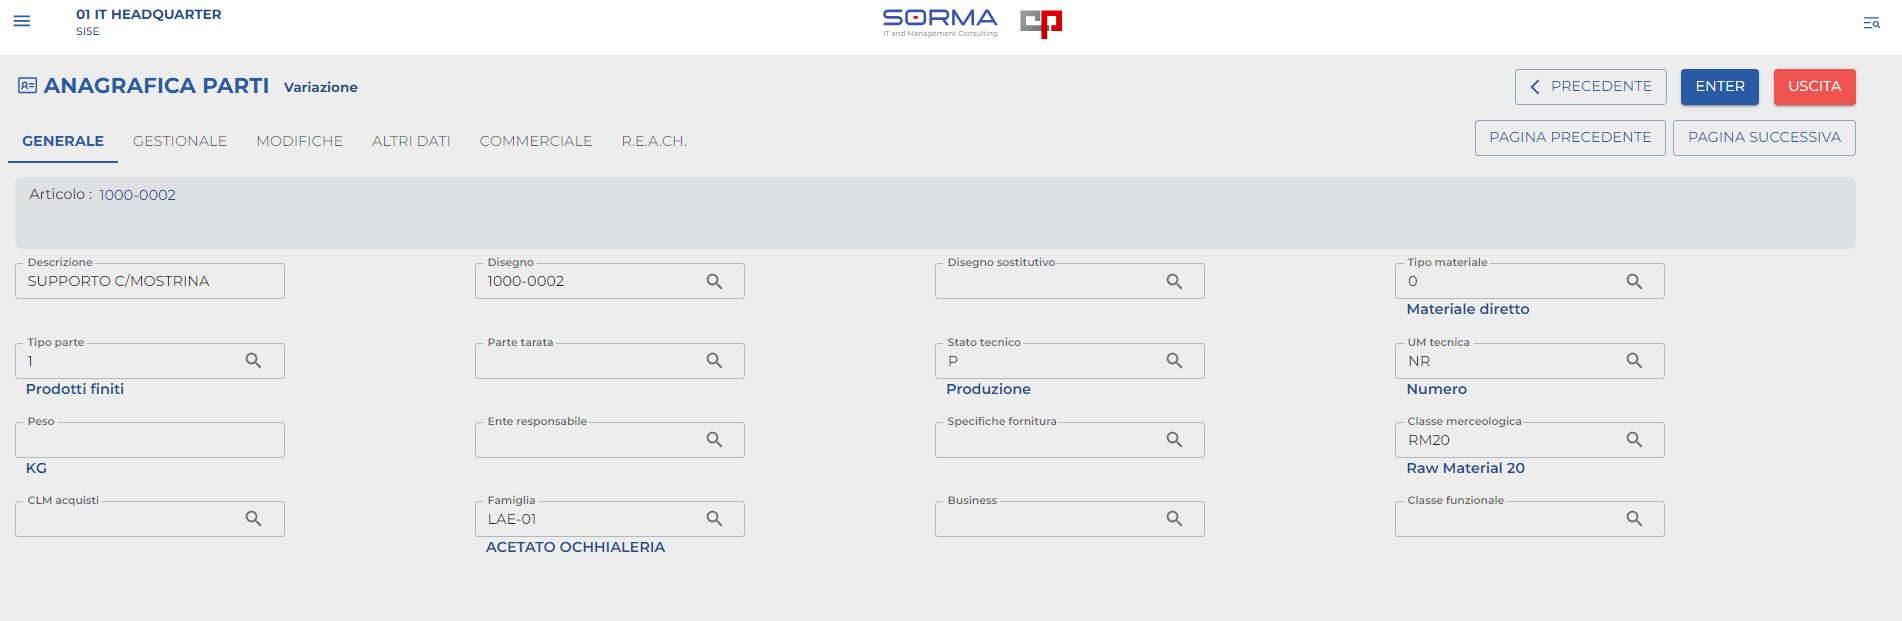 01 IT HEADQUARTER
SISE
SORMA
IT and Management Consulting
ANAGRAFICA PARTI Variazione
PRECEDENTE ENTER USCITA
GENERALE GESTIONALE MODIFICHE ALTRI DATI COMMERCIALE R.E.A.CH.
PAGINA PRECEDENTE PAGINA SUCCESSIVA
Articolo : 1000-0002
Descrizione Disegno Disegno sostitutivo Tipo materiale
SUPPORTO C/MOSTRINA 1000-0002 0
Materiale diretto
Tipo parte Parte tarata Stato tecnico UM tecnica
1 P NR
Prodotti finiti Produzione Numero
Peso Ente responsabile Specifiche fornitura Classe merceologica
RM20
KG Raw Material 20
CLM acquisti Famiglia Business Classe funzionale
LAE-01
ACETATO OCHHIALERIA